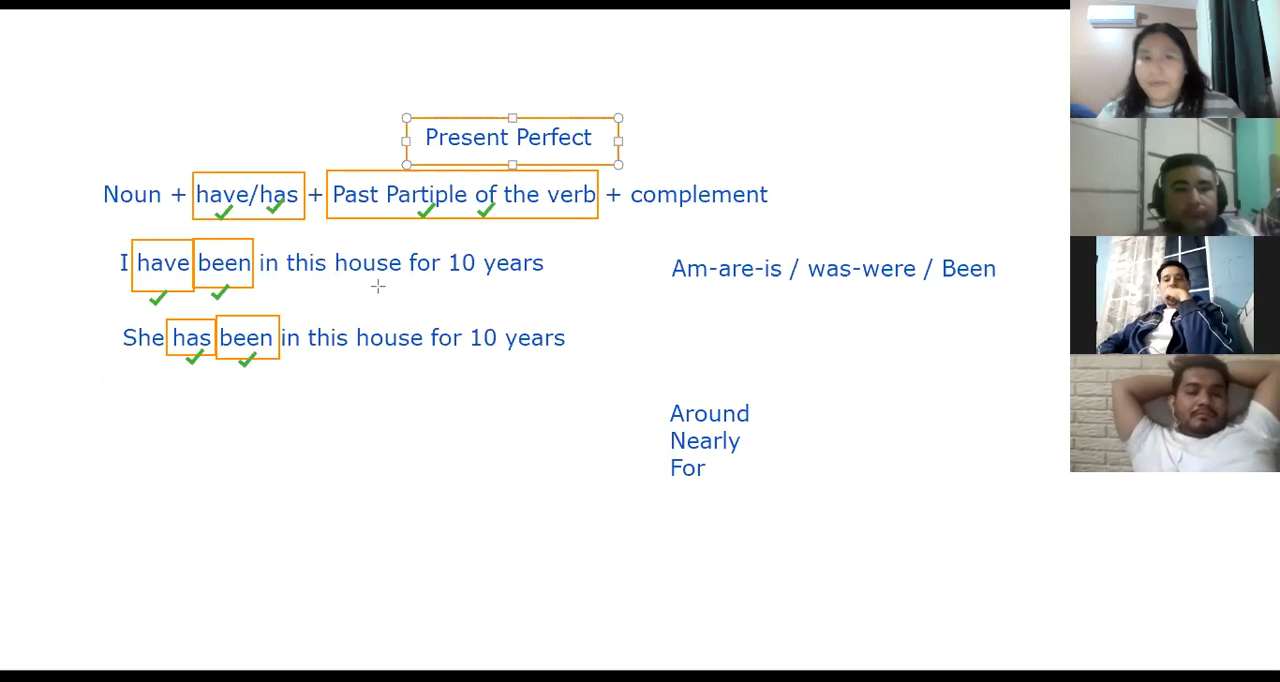 Present Perfect
Noun + have/has + Past Partiple of the verb + complement
I have been in this house for 10 years
Am-are-is / was-were / Been
She has been in this house for 10 years
Around
Nearly
For